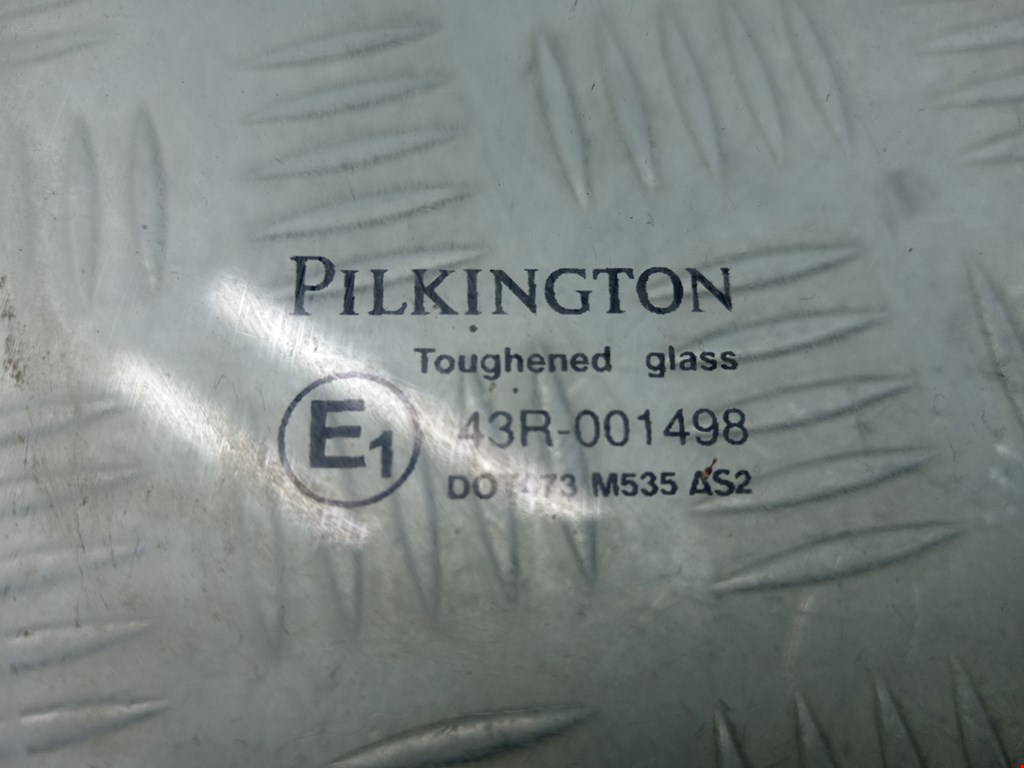 PILKINGTON
Toughened glass
E1 43R-001498
M535 AS2